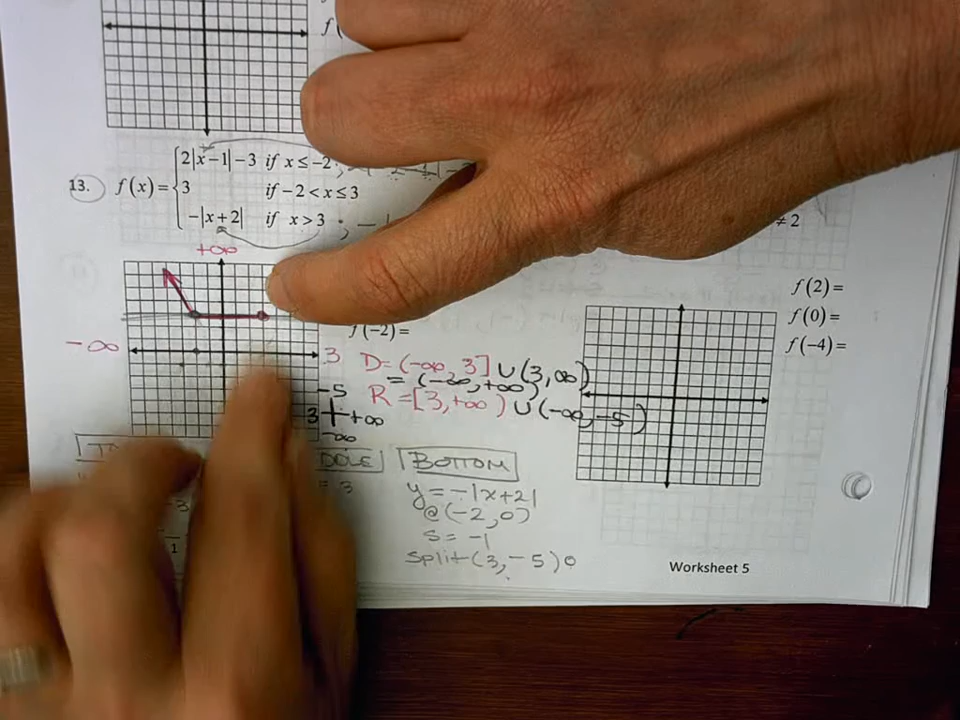 f(
2|x−1|−3 if x≤−2;
13. f(x)= 3 if −2<x≤3
−|x+2| if x>3 ;
≠ 2
+∞
f(2)=
f(0)=
f(−2)=
f(−4)=
−∞
3 D=(-∞, 3] ∪ (3, ∞)
= (-∞, +∞)
-5
R=[3, +∞) ∪ (-∞, -5)
3 +∞
-∞
BOTTOM
= 3
y = -|x+2|
@(-2, 0)
s = -1
split (3, -5) o
Worksheet 5